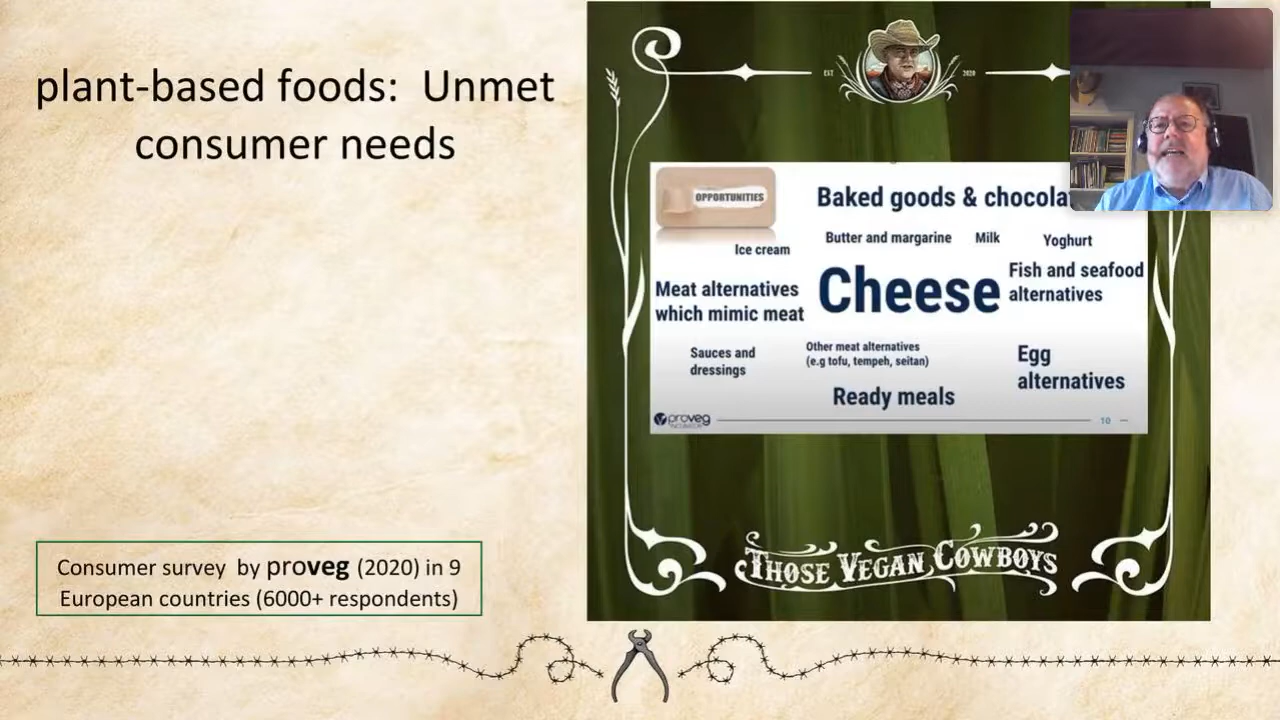 plant-based foods:  Unmet
consumer needs
EST
2020
OPPORTUNITIES
Baked goods & chocola
Ice cream
Butter and margarine
Milk
Yoghurt
Meat alternatives
which mimic meat
Cheese
Fish and seafood
alternatives
Sauces and
dressings
Other meat alternatives
(e.g tofu, tempeh, seitan)
Egg
alternatives
Ready meals
proveg
INCUBATOR
10
THOSE VEGAN COWBOYS
Consumer survey  by proveg (2020) in 9
European countries (6000+ respondents)